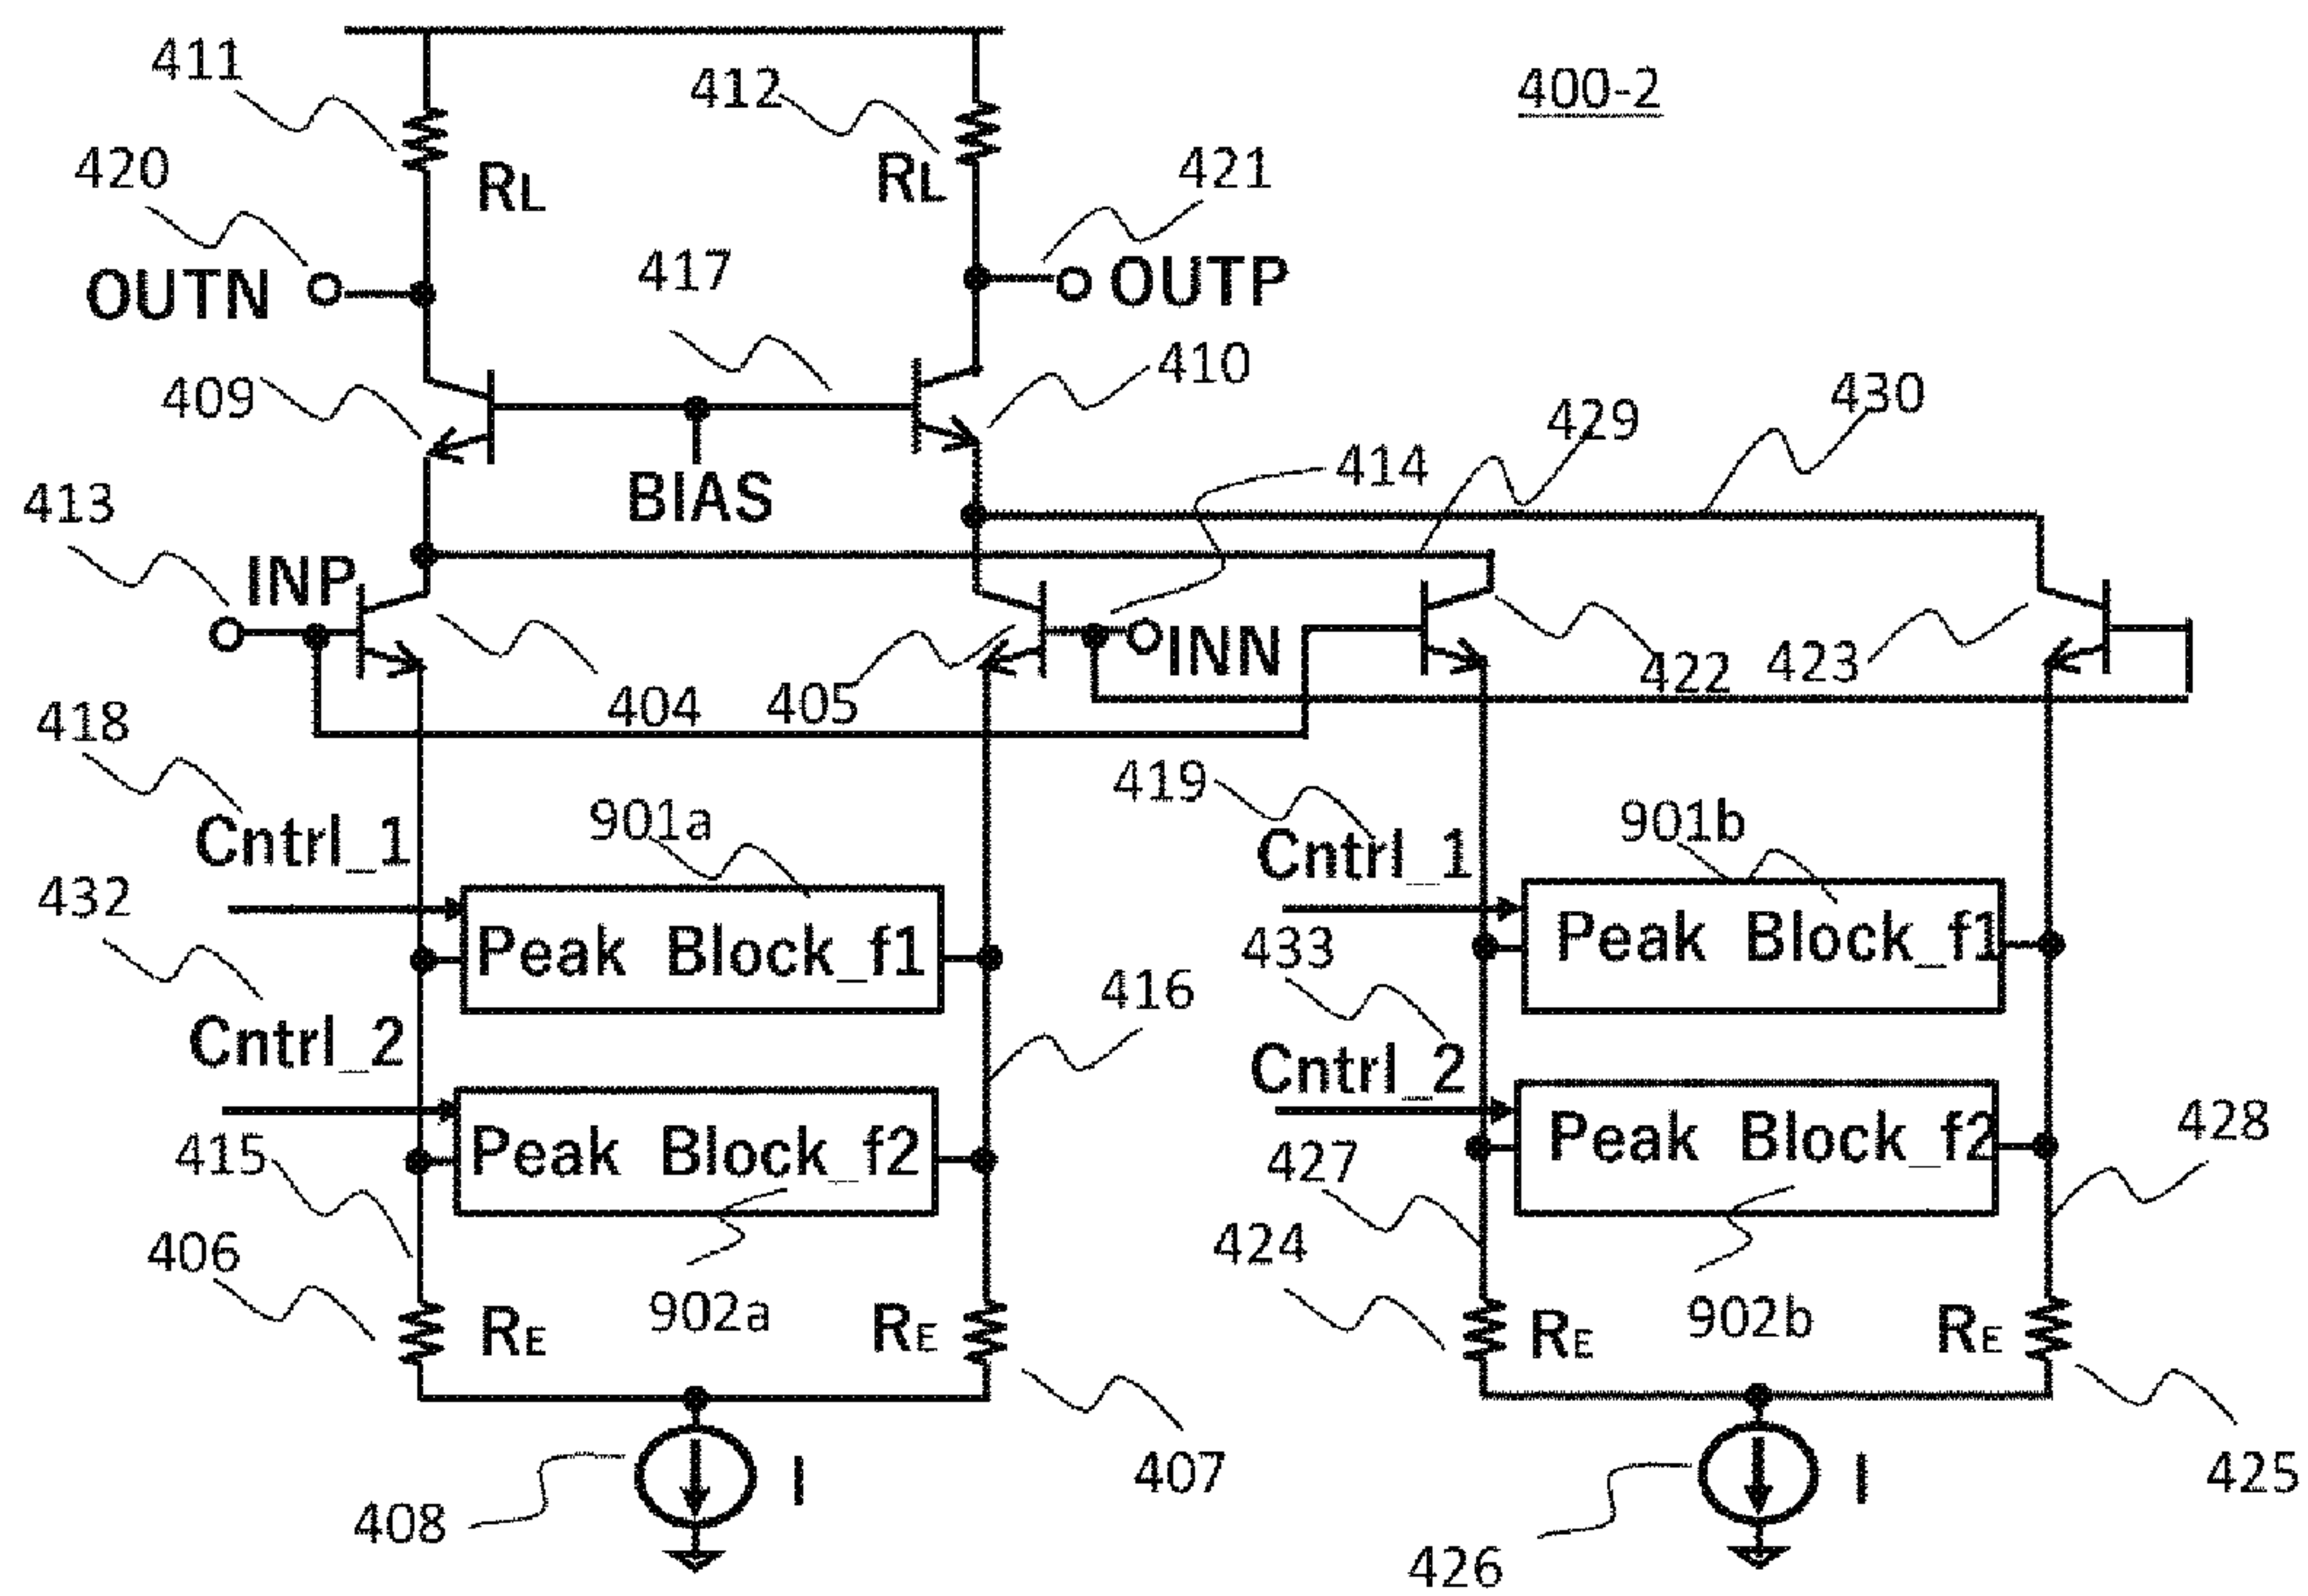 411
412
400-2
420
RL
RL
421
OUTN
417
OUTP
409
410
430
429
414
BIAS
413
INP
INN
404
405
422
423
418
419
Cntrl_1
901a
Cntrl_1
901b
432
Peak Block_f1
433
Peak Block_f1
416
Cntrl_2
Cntrl_2
415
Peak Block_f2
427
Peak Block_f2
428
406
424
RE
902a
RE
RE
902b
RE
408
I
407
426
I
425